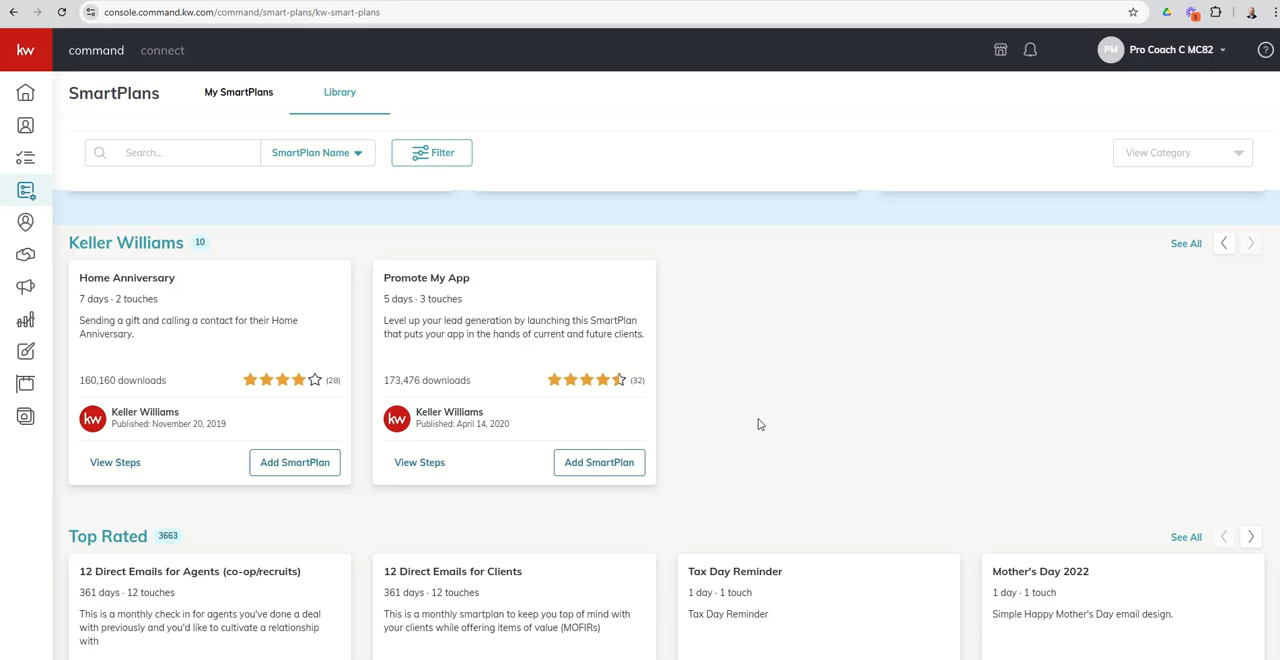 console.command.kw.com/command/smart-plans/kw-smart-plans
5
kw
command
connect
PM
Pro Coach C MC82
?
SmartPlans
My SmartPlans
Library
Search...
SmartPlan Name
Filter
View Category
Keller Williams 10
See All
Home Anniversary
7 days · 2 touches
Sending a gift and calling a contact for their Home
Anniversary.
160,160 downloads
(28)
kw
Keller Williams
Published: November 20, 2019
View Steps
Add SmartPlan
Promote My App
5 days · 3 touches
Level up your lead generation by launching this SmartPlan
that puts your app in the hands of current and future clients.
173,476 downloads
(32)
kw
Keller Williams
Published: April 14, 2020
View Steps
Add SmartPlan
Top Rated 3663
See All
12 Direct Emails for Agents (co-op/recruits)
361 days · 12 touches
This is a monthly check in for agents you've done a deal
with previously and you'd like to cultivate a relationship
with
12 Direct Emails for Clients
361 days · 12 touches
This is a monthly smartplan to keep you top of mind with
your clients while offering items of value (MOFIRs)
Tax Day Reminder
1 day · 1 touch
Tax Day Reminder
Mother's Day 2022
1 day · 1 touch
Simple Happy Mother's Day email design.